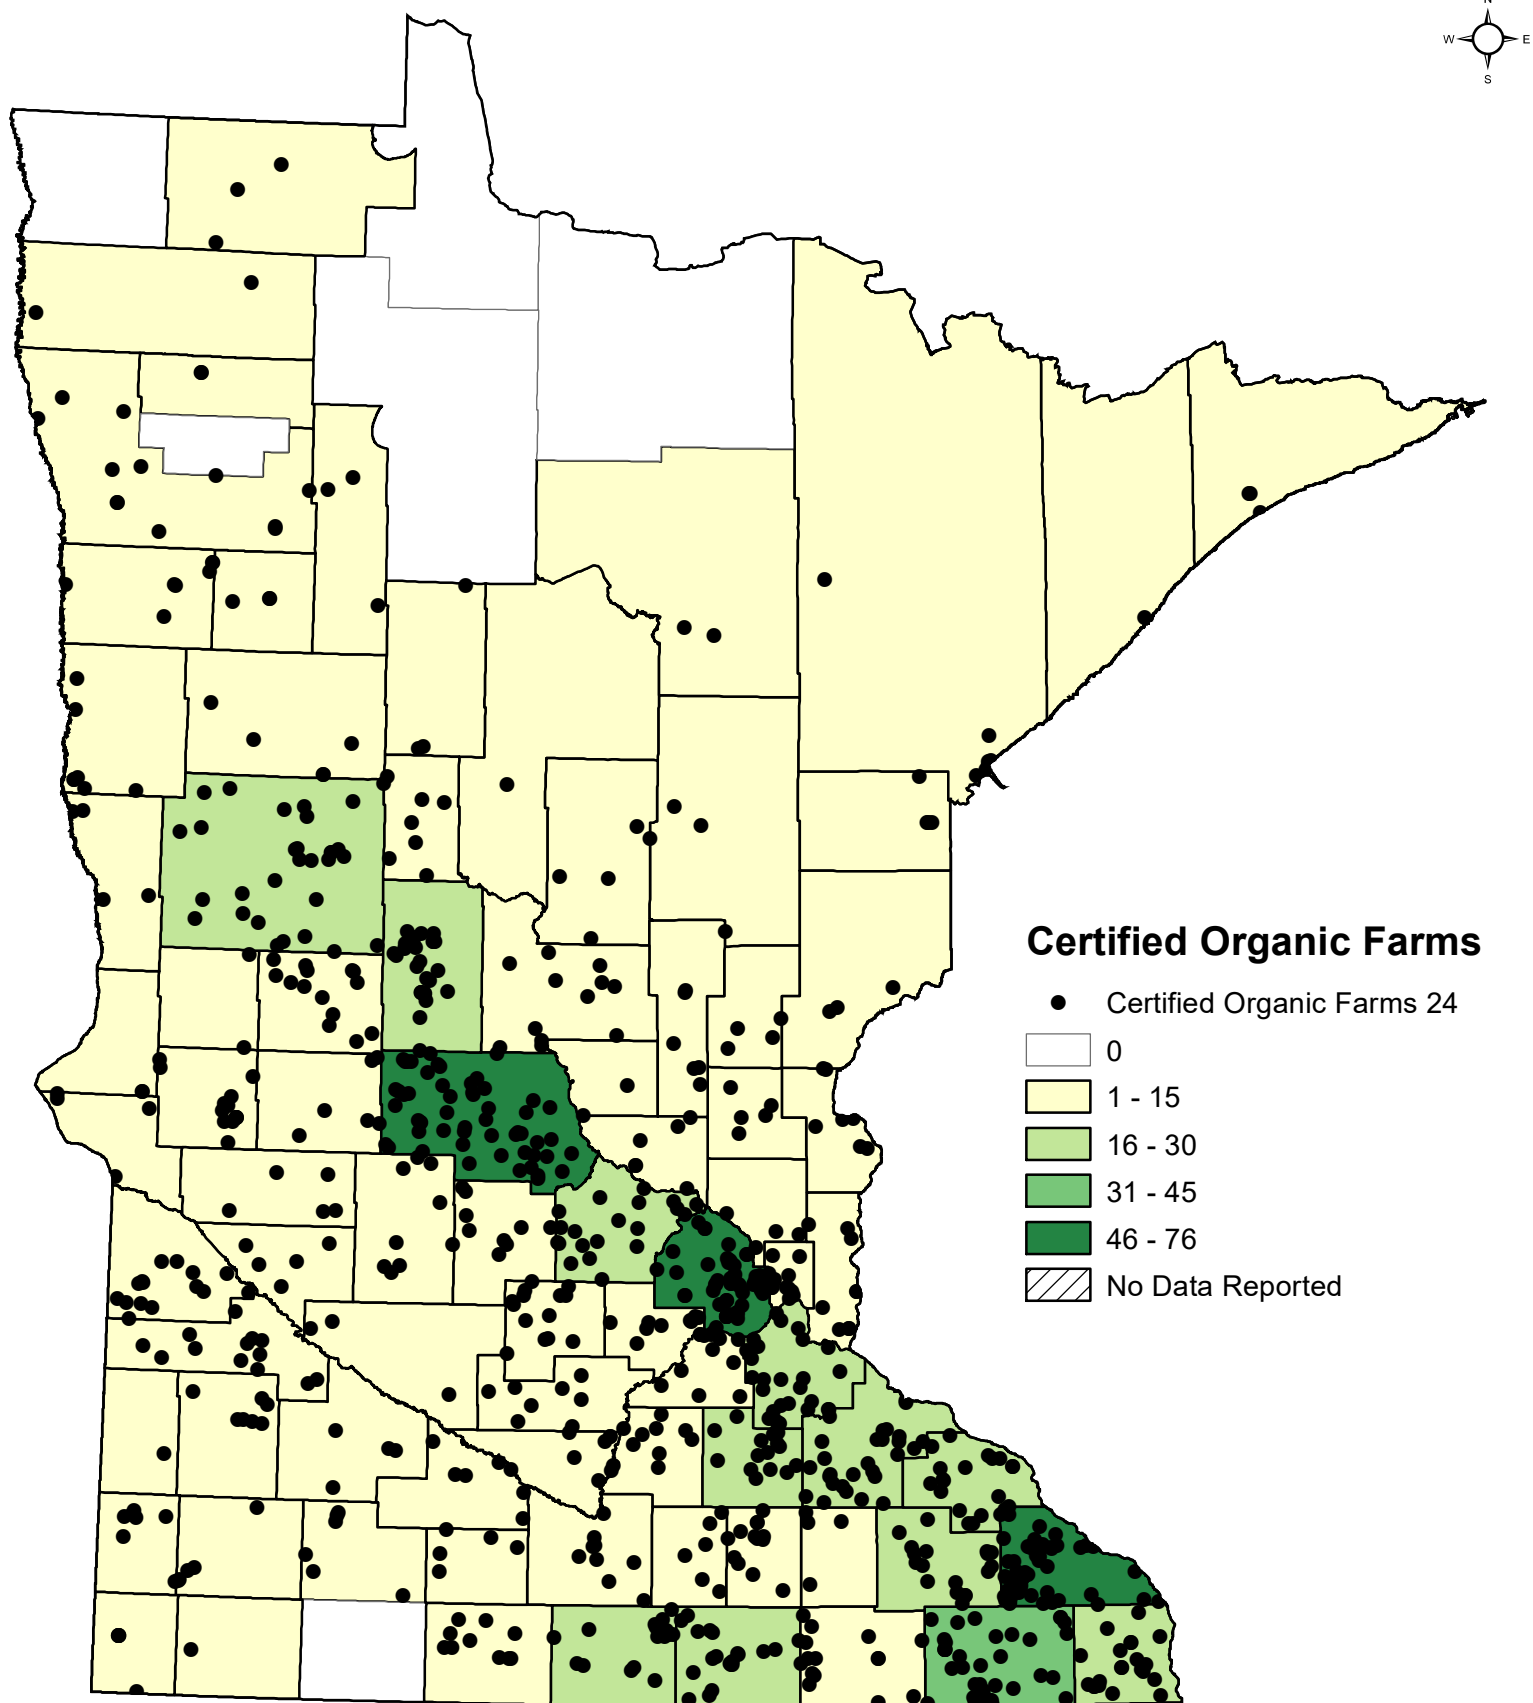 N
W E
S
Certified Organic Farms
Certified Organic Farms 24
0
1 - 15
16 - 30
31 - 45
46 - 76
No Data Reported